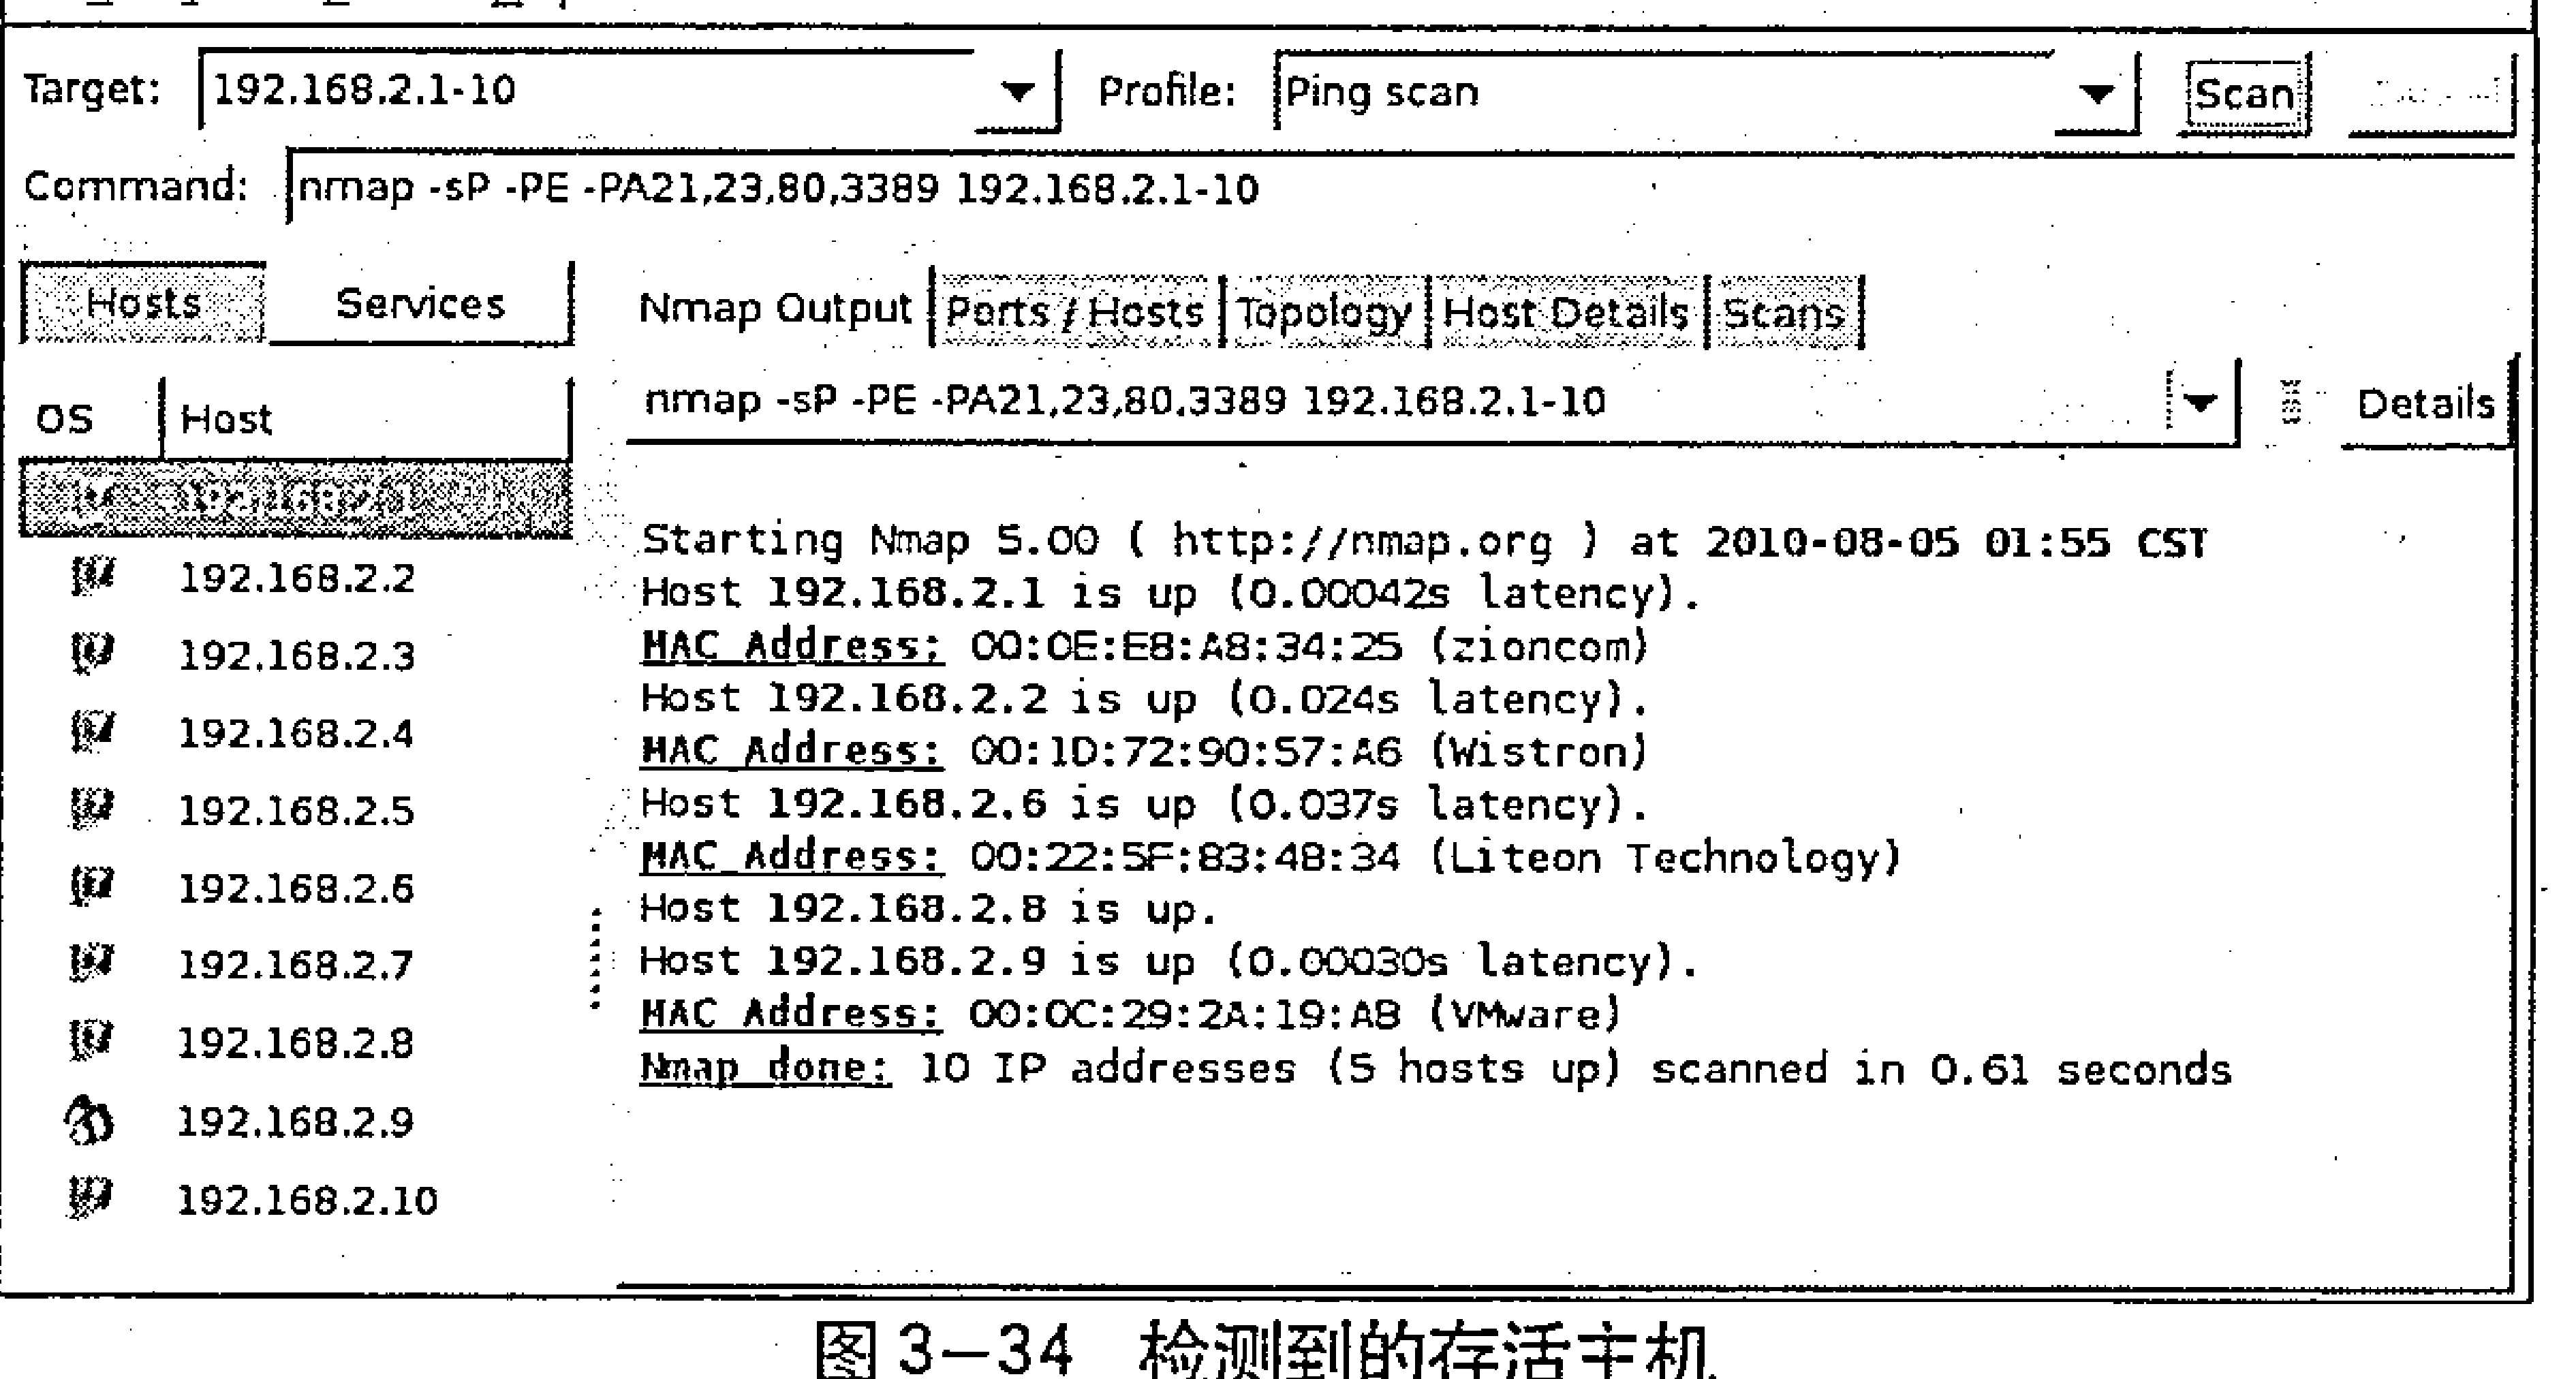 Target: 192.168.2.1-10 Profile: Ping scan Scan
Command: nmap -sP -PE -PA21,23,80,3389 192.168.2.1-10
Hosts Services Nmap Output Ports / Hosts Topology Host Details Scans
nmap -sP -PE -PA21,23,80,3389 192.168.2.1-10 Details
OS Host
192.168.2.1
192.168.2.2
192.168.2.3
192.168.2.4
192.168.2.5
192.168.2.6
192.168.2.7
192.168.2.8
192.168.2.9
192.168.2.10
Starting Nmap 5.00 ( http://nmap.org ) at 2010-08-05 01:55 CST
Host 192.168.2.1 is up (0.00042s latency).
MAC Address: 00:0E:E8:A8:34:25 (zioncom)
Host 192.168.2.2 is up (0.024s latency).
MAC Address: 00:1D:72:90:57:A6 (Wistron)
Host 192.168.2.6 is up (0.037s latency).
MAC Address: 00:22:5F:83:48:34 (Liteon Technology)
Host 192.168.2.8 is up.
Host 192.168.2.9 is up (0.00030s latency).
MAC Address: 00:0C:29:2A:19:AB (VMware)
Nmap done: 10 IP addresses (5 hosts up) scanned in 0.61 seconds
图 3-34 检测到的存活主机